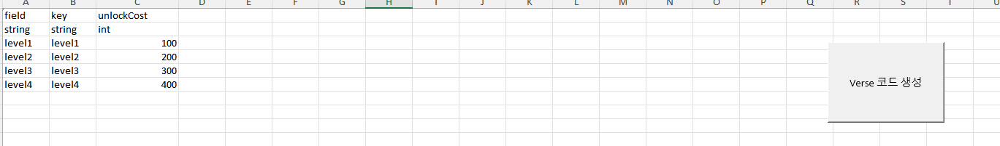 A B C D E F G H I J K L M N O P Q R S T U
field key unlockCost
string string int
level1 level1 100
level2 level2 200
level3 level3 300
level4 level4 400
Verse 코드 생성